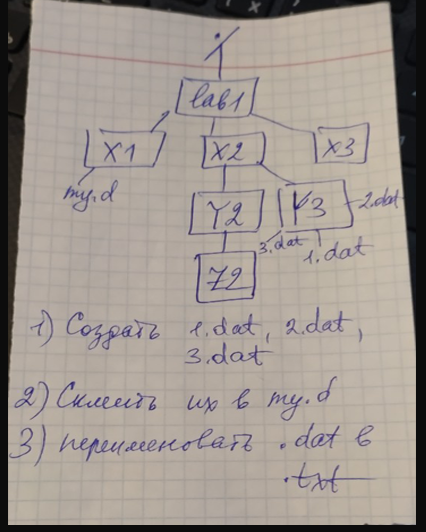 /
lab1
X1 X2 X3
my.d
Y2 Y3 2.dat
3.dat 1.dat
Z2
1) Создать 1.dat, 2.dat,
3.dat
2) Склеить их в my.d
3) переименовать .dat в
.txt